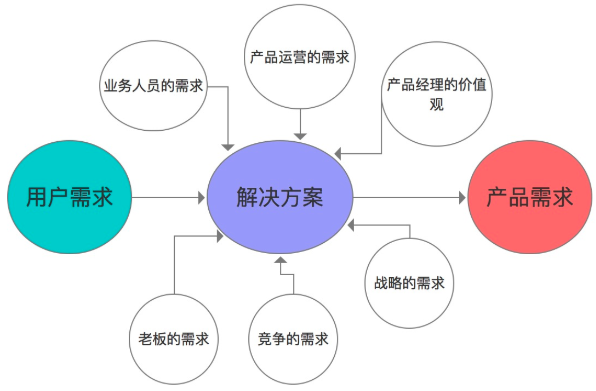 产品运营的需求
业务人员的需求
产品经理的价值
观
用户需求
解决方案
产品需求
战略的需求
老板的需求
竞争的需求